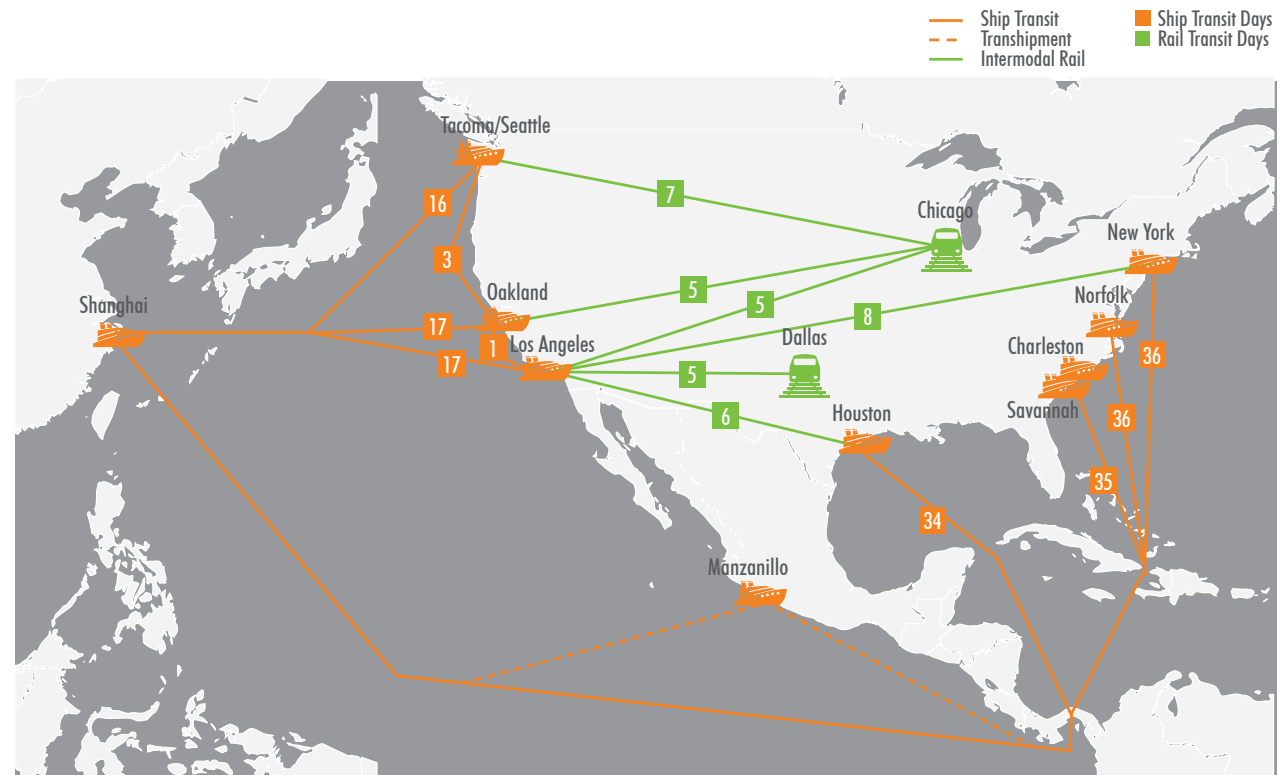 Ship Transit
Transhipment
Intermodal Rail
Ship Transit Days
Rail Transit Days
Tacoma/Seattle
16
7
Chicago
New York
3
Shanghai
Oakland
5
5
8
Norfolk
17
1
Los Angeles
Dallas
Charleston
36
17
5
6
Houston
Savannah
36
35
34
Manzanillo